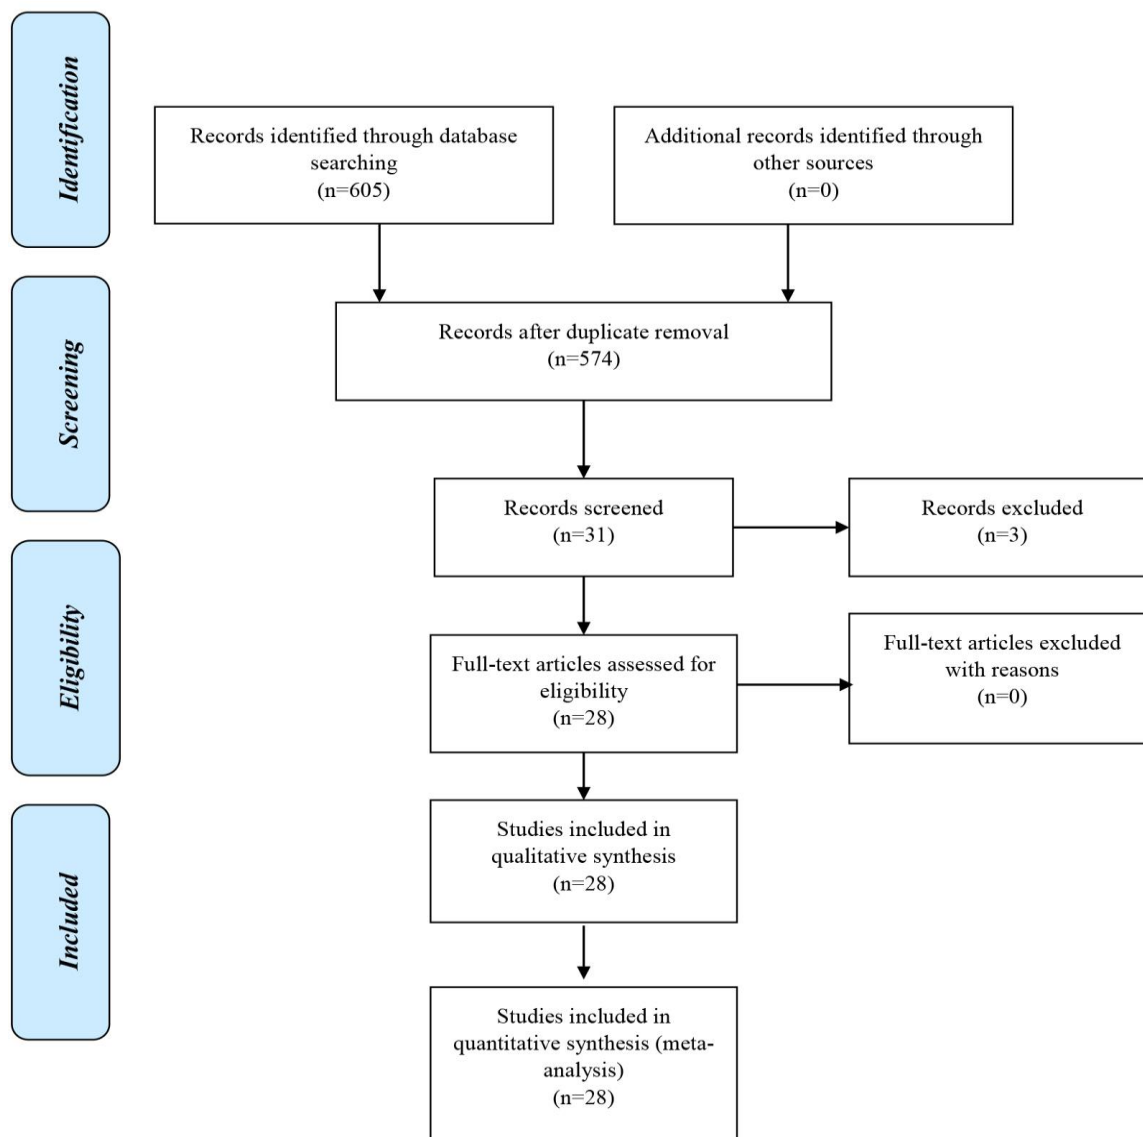 Identification
Records identified through database
searching
(n=605)
Additional records identified through
other sources
(n=0)
Screening
Records after duplicate removal
(n=574)
Records screened
(n=31)
Records excluded
(n=3)
Eligibility
Full-text articles assessed for
eligibility
(n=28)
Full-text articles excluded
with reasons
(n=0)
Included
Studies included in
qualitative synthesis
(n=28)
Studies included in
quantitative synthesis (meta-
analysis)
(n=28)